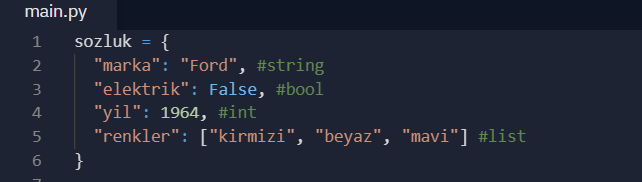 main.py
1 sozluk = {
2 "marka": "Ford", #string
3 "elektrik": False, #bool
4 "yil": 1964, #int
5 "renkler": ["kirmizi", "beyaz", "mavi"] #list
6 }